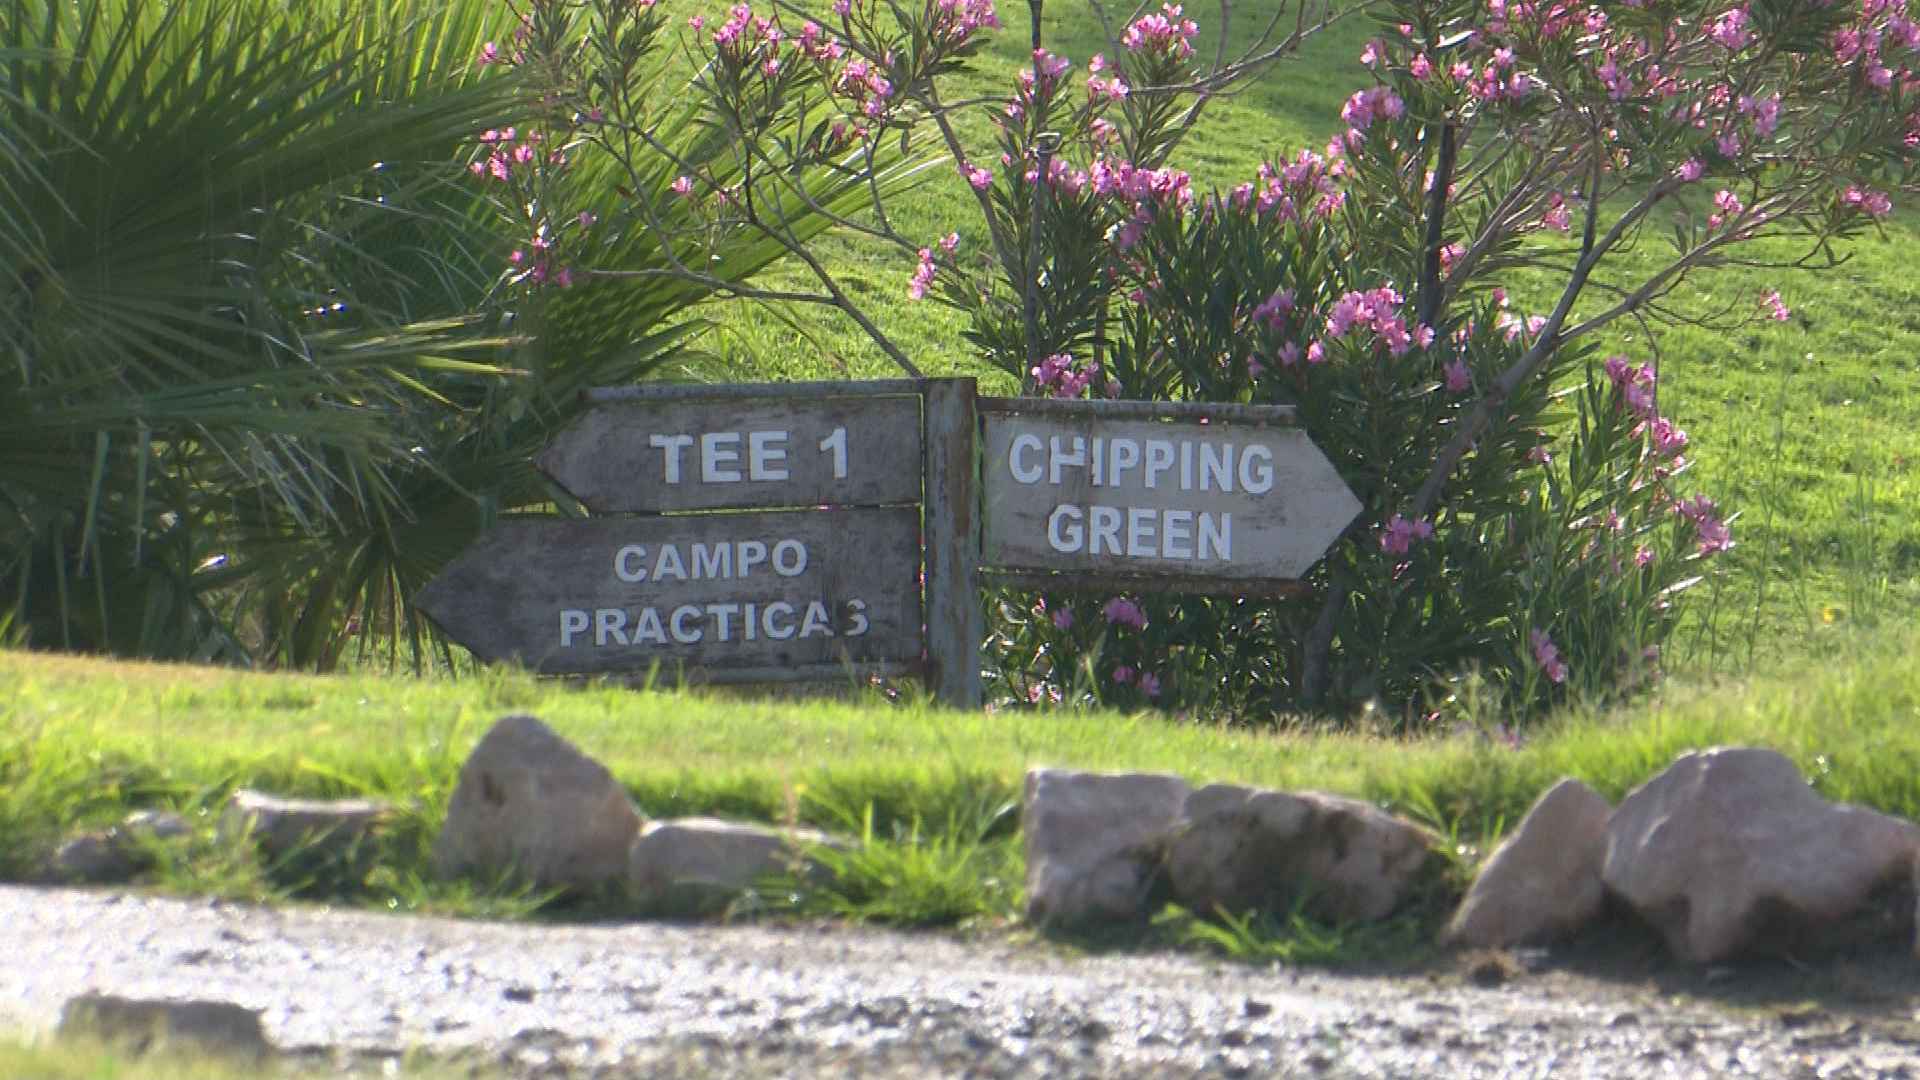 TEE 1
CAMPO
PRACTICAS
CHIPPING
GREEN